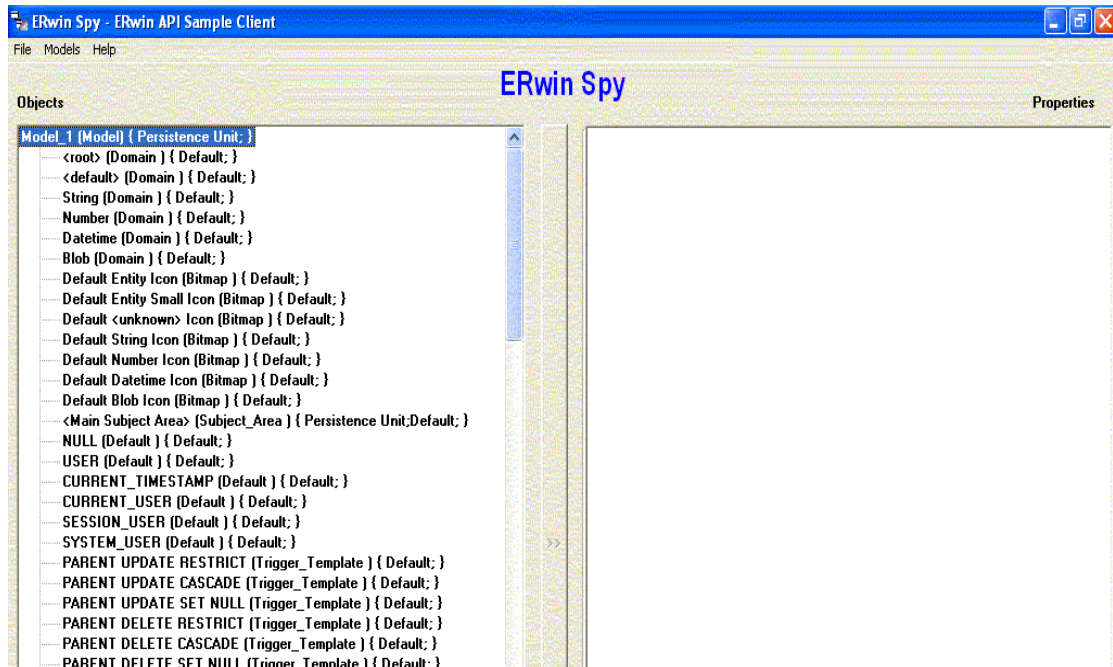 ERwin Spy - ERwin API Sample Client
File Models Help
ERwin Spy
Objects
Properties
Model_1 (Model) { Persistence Unit; }
<root> (Domain ) { Default; }
<default> (Domain ) { Default; }
String (Domain ) { Default; }
Number (Domain ) { Default; }
Datetime (Domain ) { Default; }
Blob (Domain ) { Default; }
Default Entity Icon (Bitmap ) { Default; }
Default Entity Small Icon (Bitmap ) { Default; }
Default <unknown> Icon (Bitmap ) { Default; }
Default String Icon (Bitmap ) { Default; }
Default Number Icon (Bitmap ) { Default; }
Default Datetime Icon (Bitmap ) { Default; }
Default Blob Icon (Bitmap ) { Default; }
<Main Subject Area> (Subject_Area ) { Persistence Unit;Default; }
NULL (Default ) { Default; }
USER (Default ) { Default; }
CURRENT_TIMESTAMP (Default ) { Default; }
CURRENT_USER (Default ) { Default; }
SESSION_USER (Default ) { Default; }
SYSTEM_USER (Default ) { Default; }
>>
PARENT UPDATE RESTRICT (Trigger_Template ) { Default; }
PARENT UPDATE CASCADE (Trigger_Template ) { Default; }
PARENT UPDATE SET NULL (Trigger_Template ) { Default; }
PARENT DELETE RESTRICT (Trigger_Template ) { Default; }
PARENT DELETE CASCADE (Trigger_Template ) { Default; }
PARENT DELETE SET NULL (Trigger_Template ) { Default; }